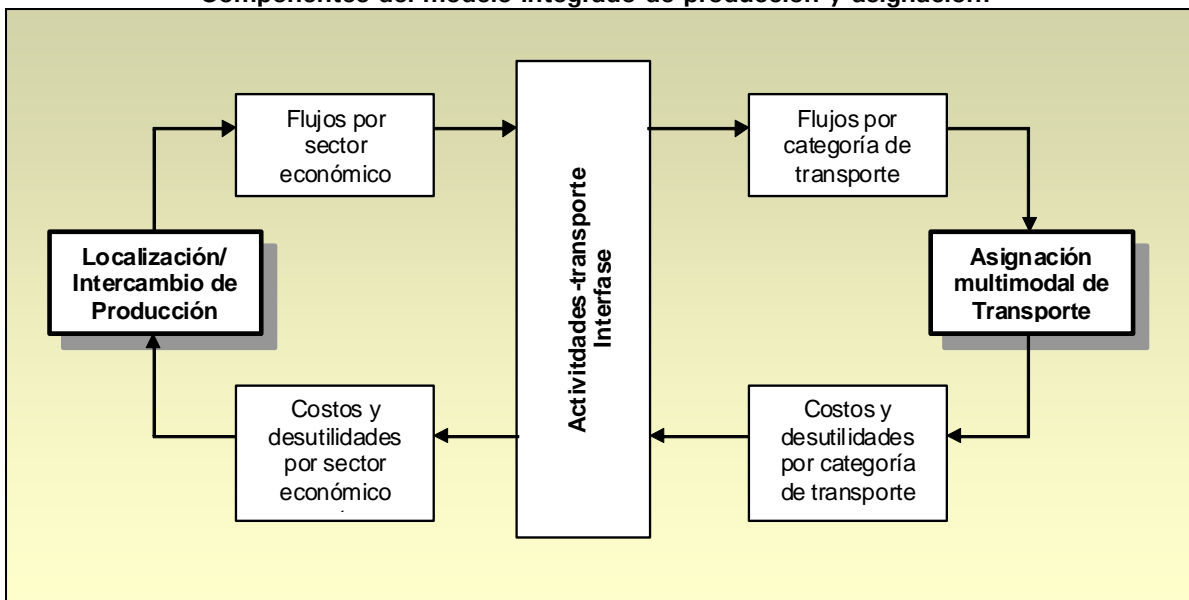 Componentes del modelo integrado de producción y asignación.
Flujos por
sector
económico
Flujos por
categoría de
transporte
Localización/
Intercambio de
Producción
Activitdades-transporte
Interfase
Asignación
multimodal de
Transporte
Costos y
desutilidades
por sector
económico
Costos y
desutilidades
por categoría
de transporte